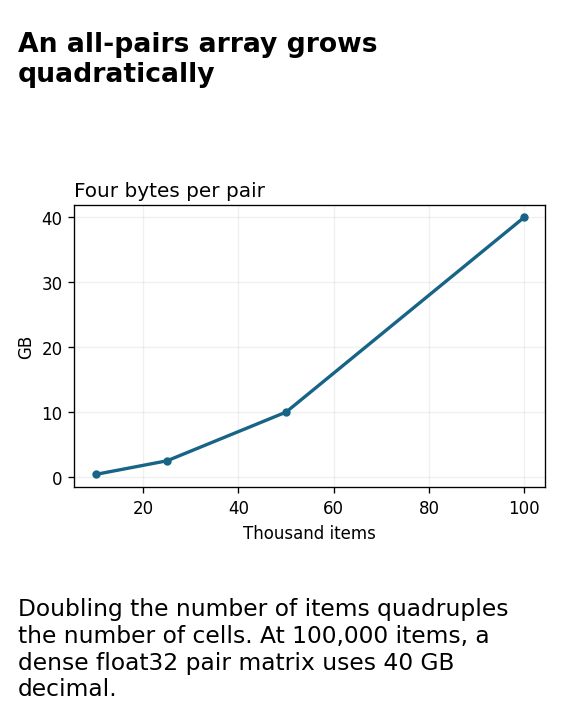 An all-pairs array grows
quadratically
Four bytes per pair
40
30
20
10
0
GB
20 40 60 80 100
Thousand items
Doubling the number of items quadruples
the number of cells. At 100,000 items, a
dense float32 pair matrix uses 40 GB
decimal.